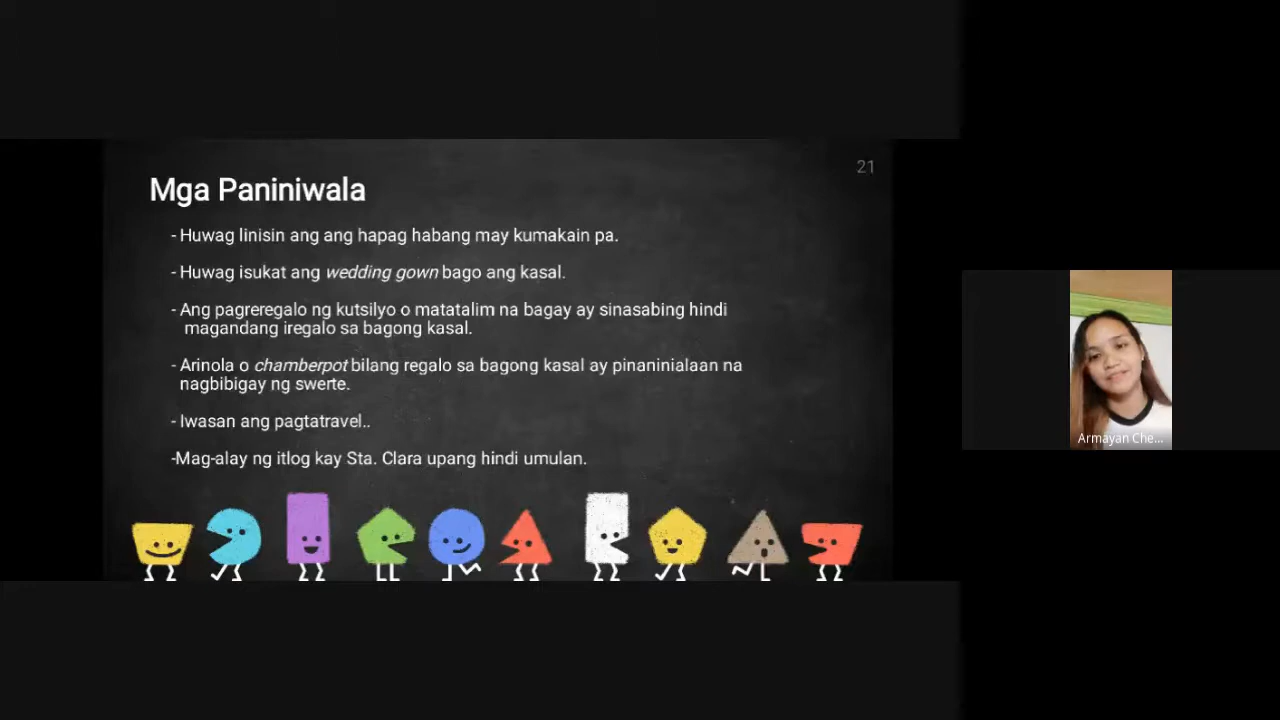 21
Mga Paniniwala
- Huwag linisin ang ang hapag habang may kumakain pa.
- Huwag isukat ang wedding gown bago ang kasal.
- Ang pagreregalo ng kutsilyo o matatalim na bagay ay sinasabing hindi
magandang iregalo sa bagong kasal.
- Arinola o chamberpot bilang regalo sa bagong kasal ay pinaninialaan na
nagbibigay ng swerte.
- Iwasan ang pagtatravel..
-Mag-alay ng itlog kay Sta. Clara upang hindi umulan.
Armayan Che...